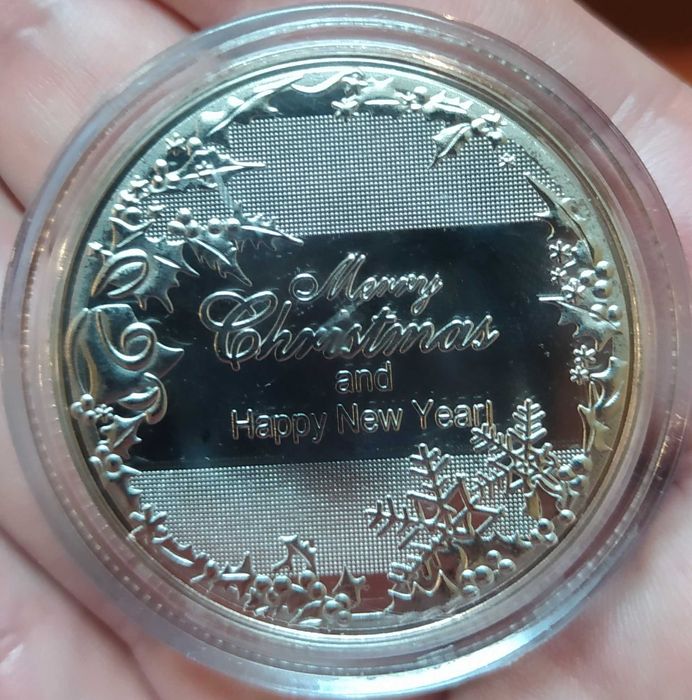 Merry
Christmas
and
Happy New Year!